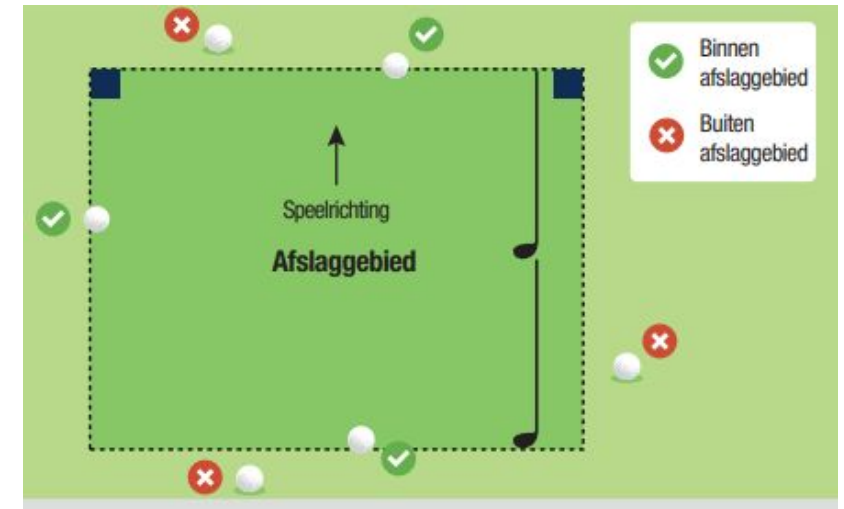 Binnen
afslaggebied
Buiten
afslaggebied
Speelrichting
Afslaggebied